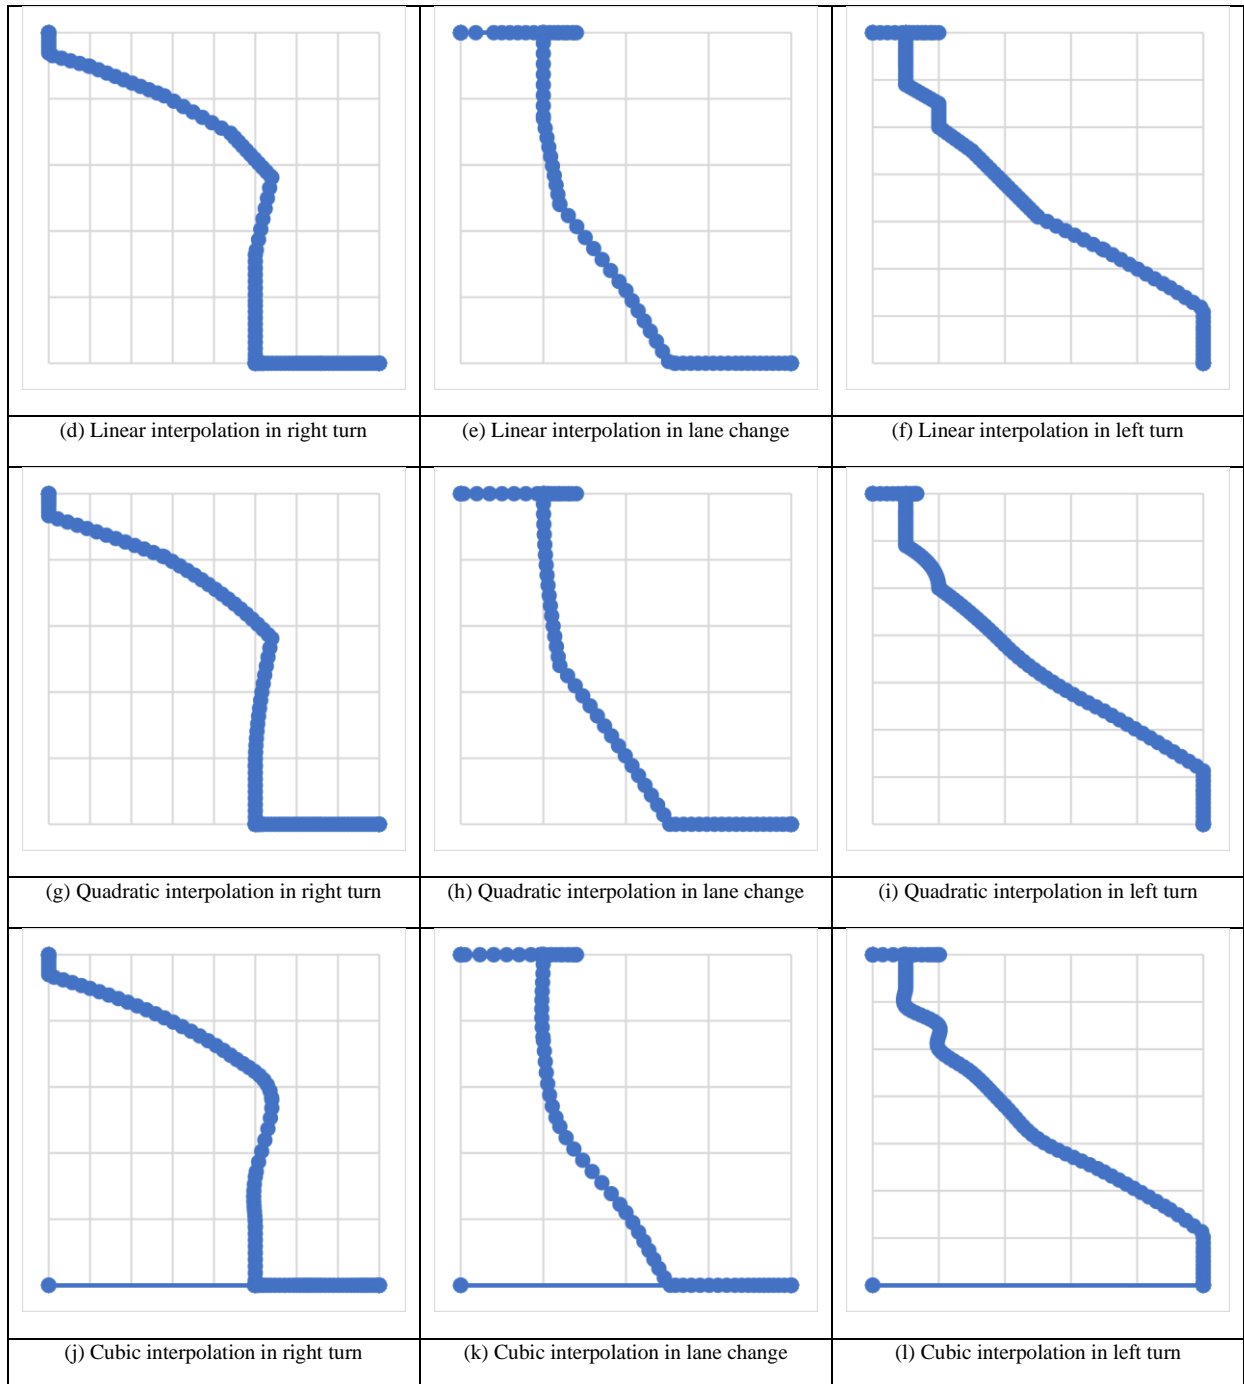 (d) Linear interpolation in right turn
(e) Linear interpolation in lane change
(f) Linear interpolation in left turn
(g) Quadratic interpolation in right turn
(h) Quadratic interpolation in lane change
(i) Quadratic interpolation in left turn
(j) Cubic interpolation in right turn
(k) Cubic interpolation in lane change
(l) Cubic interpolation in left turn